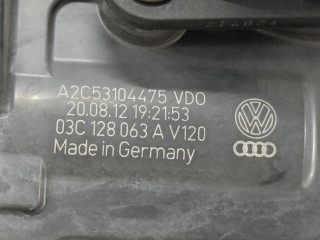 A2C53104475 VDO
20.08.12 19:21:53
03C 128 063 A V120
Made in Germany